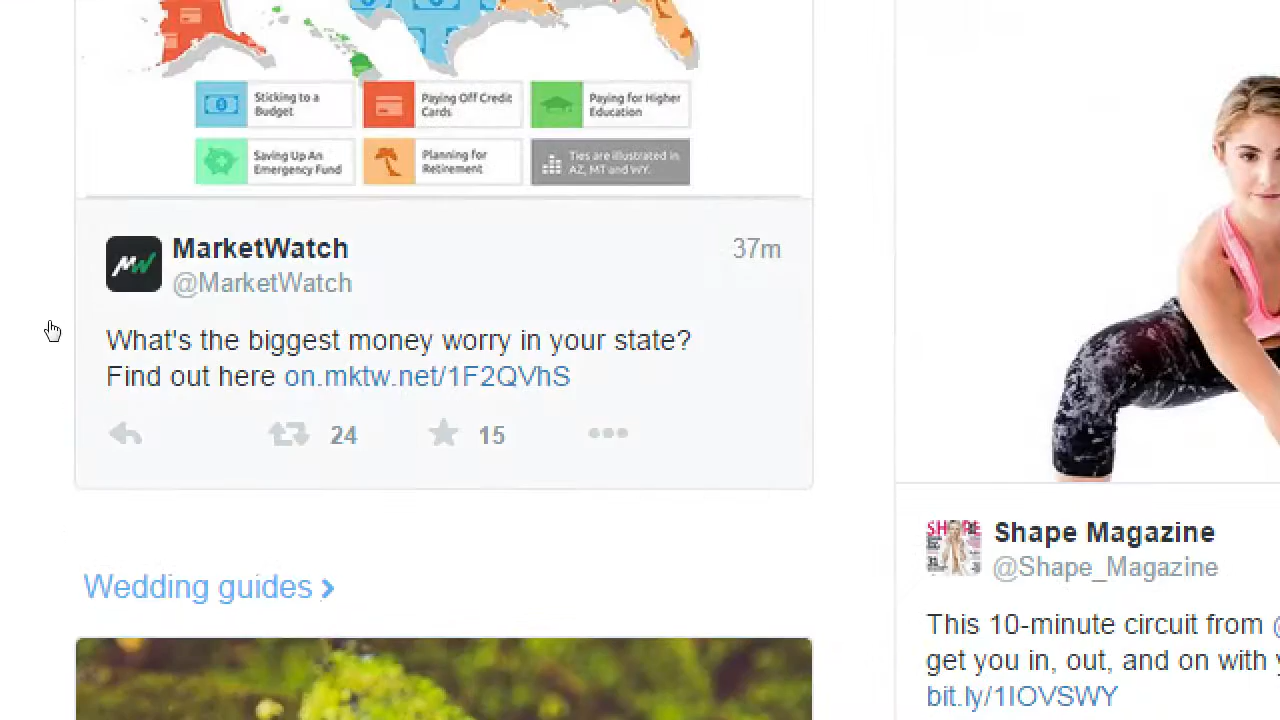 Sticking to a
Budget
Paying Off Credit
Cards
Paying for Higher
Education
Saving Up An
Emergency Fund
Planning for
Retirement
Ties are illustrated in
AZ, MT and WY.
MarketWatch
37m
@MarketWatch
What's the biggest money worry in your state?
Find out here on.mktw.net/1F2QVhS
24
15
Wedding guides
SHAPE
Shape Magazine
@Shape_Magazine
This 10-minute circuit from @
get you in, out, and on with
bit.ly/1IOVSWY